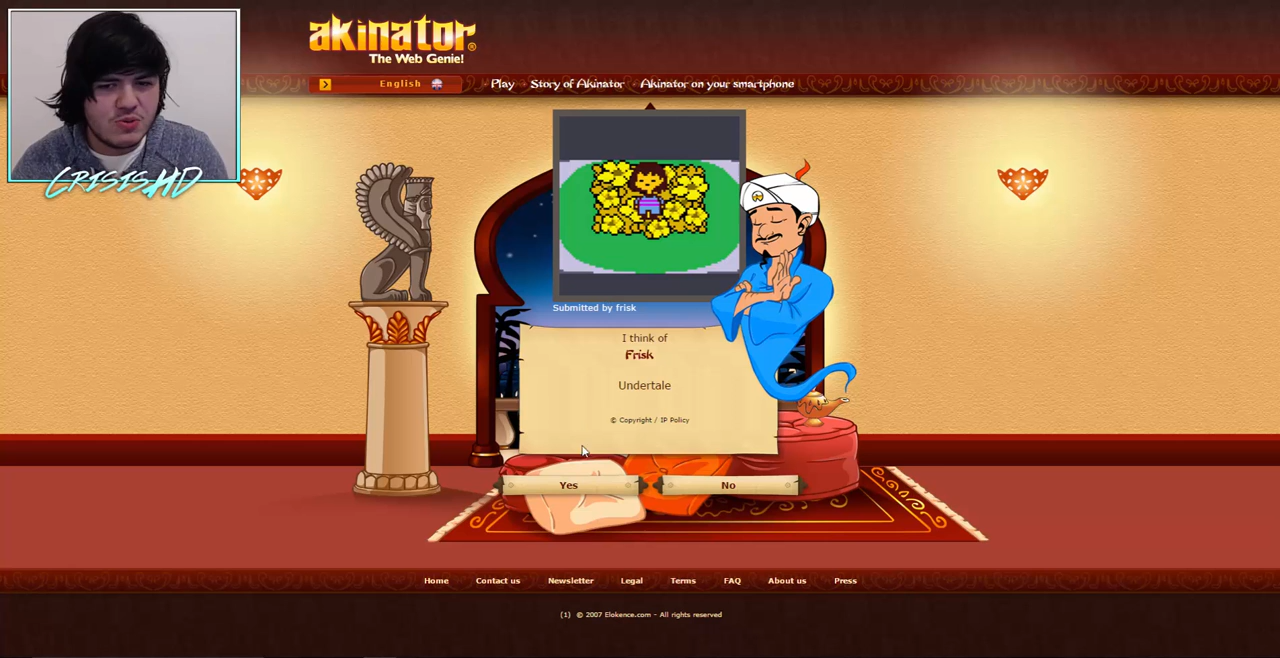 akinator®
The Web Genie!
English
Play
Story of Akinator
Akinator on your smartphone
CrisisHD
Submitted by frisk
I think of
Frisk
Undertale
© Copyright / IP Policy
Yes
No
Home
Contact us
Newsletter
Legal
Terms
FAQ
About us
Press
(1) © 2007 Elokence.com - All rights reserved